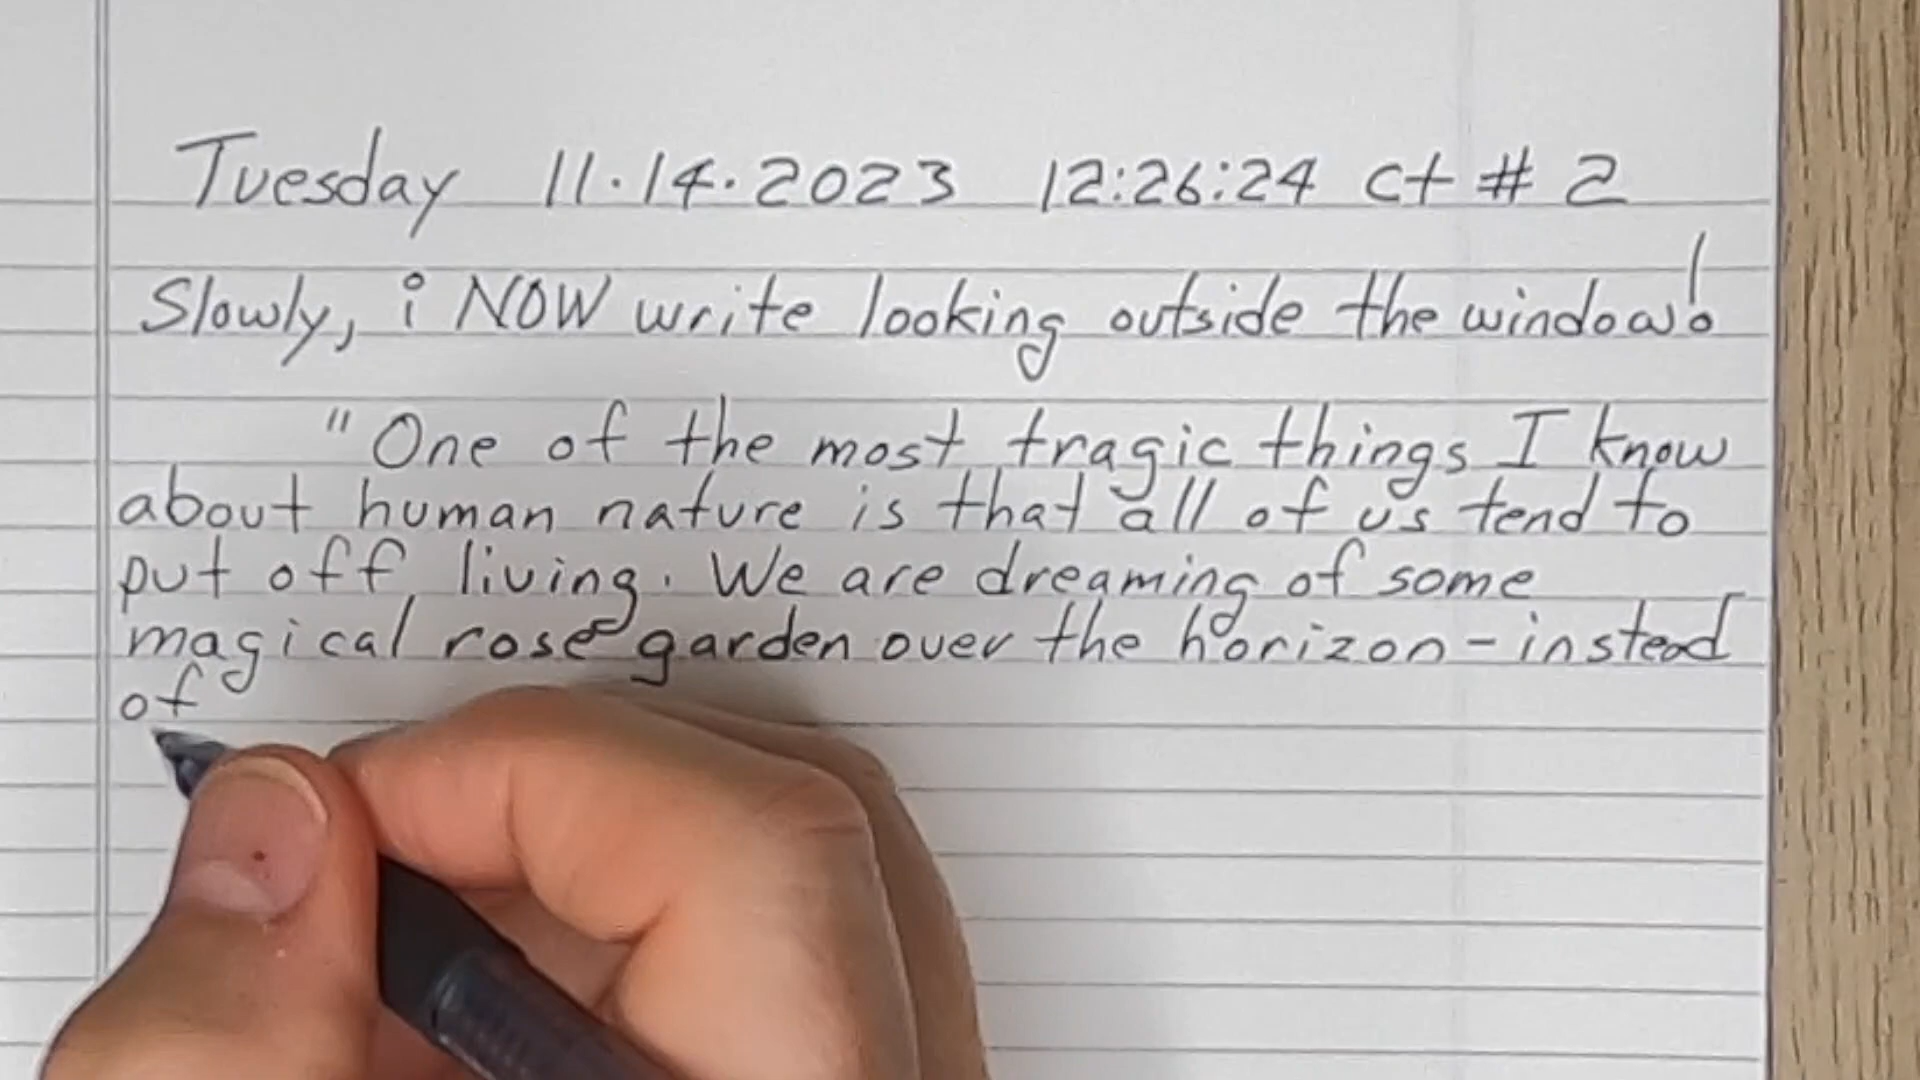 Tuesday 11.14.2023 12:26:24 ct # 2
Slowly, i NOW write looking outside the window!
"One of the most tragic things I know
about human nature is that all of us tend to
put off living. We are dreaming of some
magical rose garden over the horizon-instead
of